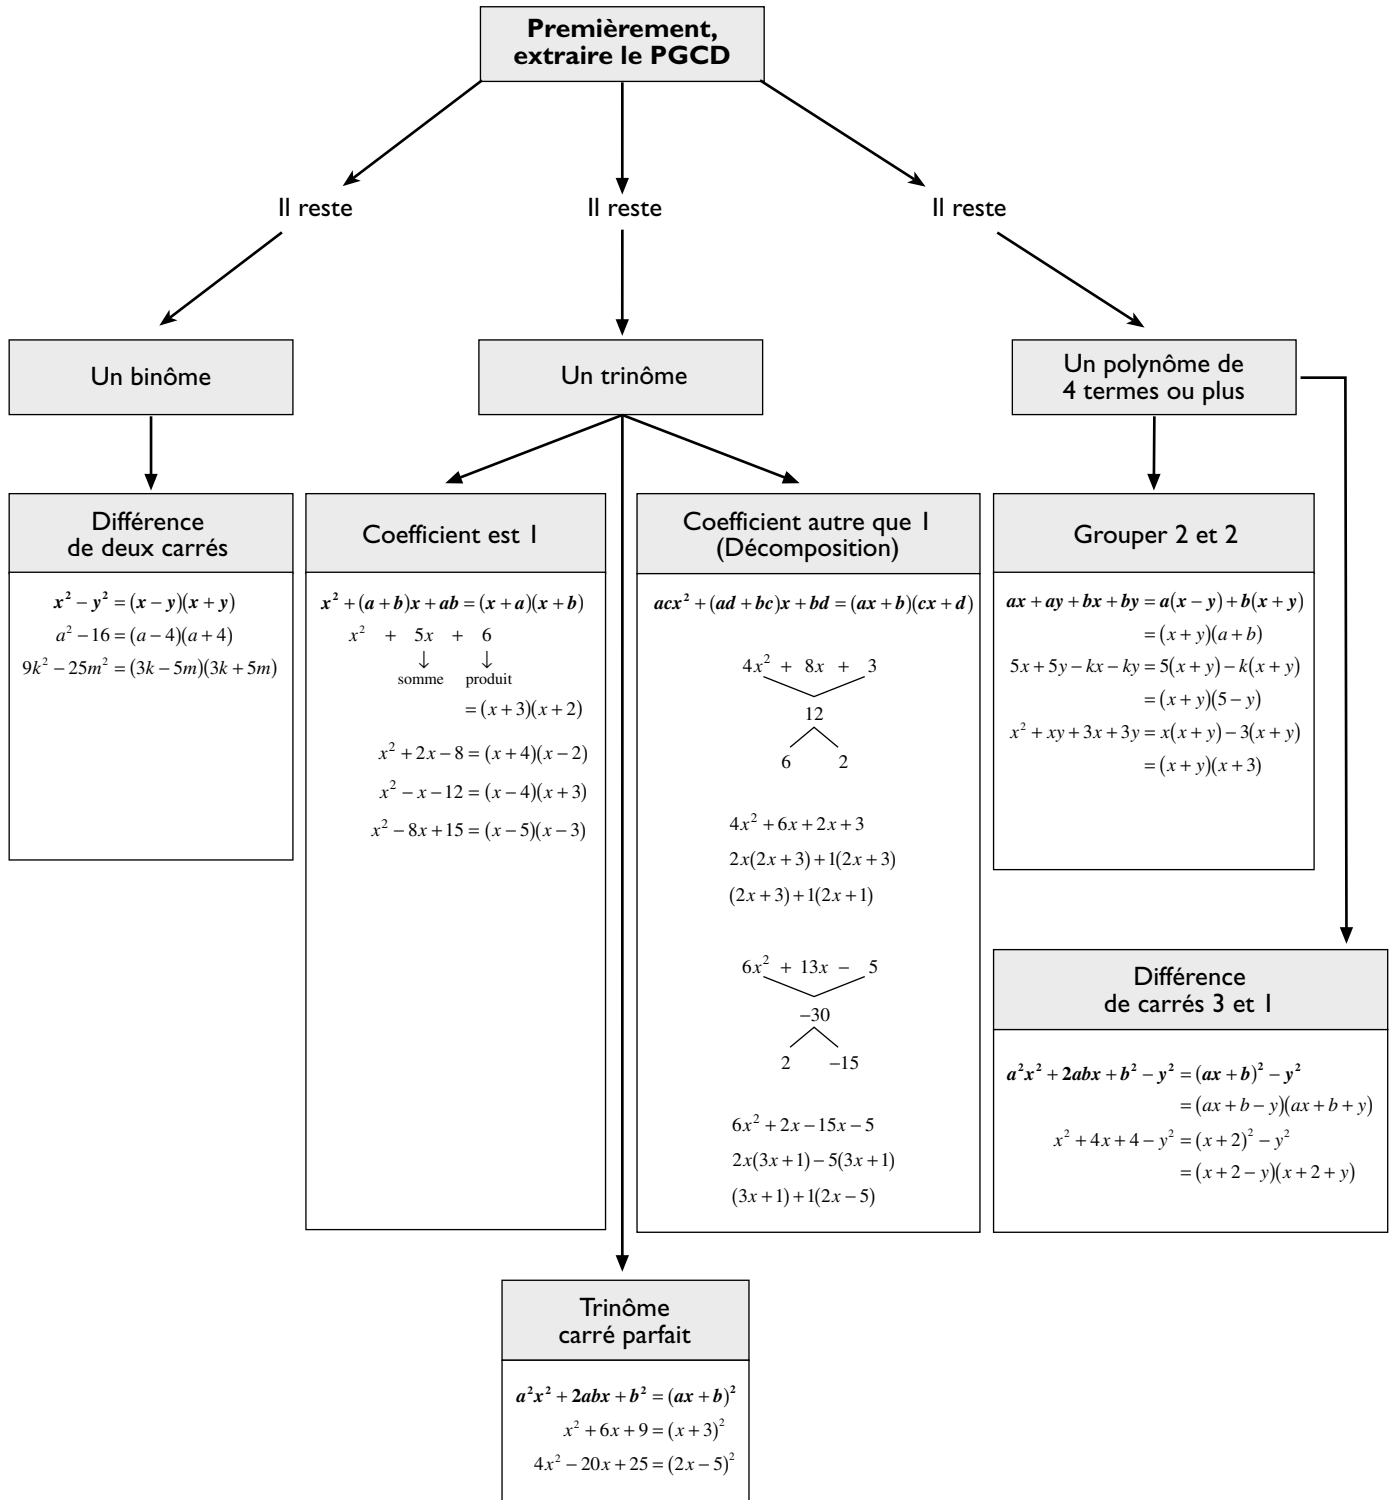 Premièrement,
extraire le PGCD
Il reste
Il reste
Il reste
Un binôme
Un trinôme
Un polynôme de
4 termes ou plus
Différence
de deux carrés
x² − y² = (x − y)(x + y)
a² − 16 = (a − 4)(a + 4)
9k² − 25m² = (3k − 5m)(3k + 5m)
Coefficient est 1
x² + (a + b)x + ab = (x + a)(x + b)
x² + 5x + 6
↓ ↓
somme produit
= (x + 3)(x + 2)
x² + 2x − 8 = (x + 4)(x − 2)
x² − x − 12 = (x − 4)(x + 3)
x² − 8x + 15 = (x − 5)(x − 3)
Coefficient autre que 1
(Décomposition)
acx² + (ad + bc)x + bd = (ax + b)(cx + d)
4x² + 8x + 3
12
6 2
4x² + 6x + 2x + 3
2x(2x + 3) + 1(2x + 3)
(2x + 3) + 1(2x + 1)
6x² + 13x − 5
−30
2 −15
6x² + 2x − 15x − 5
2x(3x + 1) − 5(3x + 1)
(3x + 1) + 1(2x − 5)
Grouper 2 et 2
ax + ay + bx + by = a(x − y) + b(x + y)
= (x + y)(a + b)
5x + 5y − kx − ky = 5(x + y) − k(x + y)
= (x + y)(5 − y)
x² + xy + 3x + 3y = x(x + y) − 3(x + y)
= (x + y)(x + 3)
Différence
de carrés 3 et 1
a²x² + 2abx + b² − y² = (ax + b)² − y²
= (ax + b − y)(ax + b + y)
x² + 4x + 4 − y² = (x + 2)² − y²
= (x + 2 − y)(x + 2 + y)
Trinôme
carré parfait
a²x² + 2abx + b² = (ax + b)²
x² + 6x + 9 = (x + 3)²
4x² − 20x + 25 = (2x − 5)²